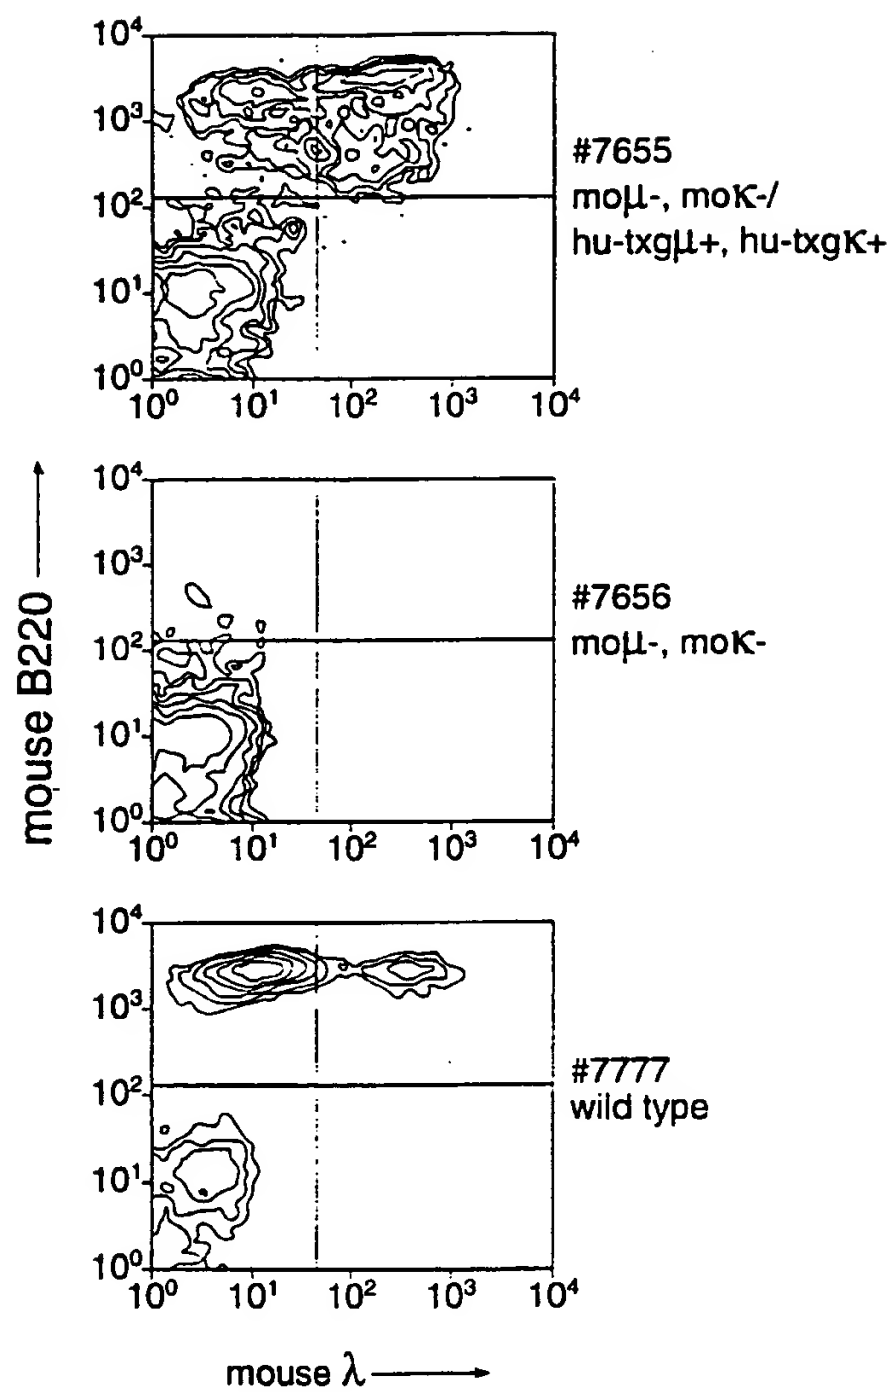 10⁴
10³
10²
10¹
10⁰
10⁰ 10¹ 10² 10³ 10⁴
#7655
moμ-, moκ-/
hu-txgμ+, hu-txgκ+
10⁴
10³
10²
10¹
10⁰
10⁰ 10¹ 10² 10³ 10⁴
#7656
moμ-, moκ-
mouse B220
10⁴
10³
10²
10¹
10⁰
10⁰ 10¹ 10² 10³ 10⁴
#7777
wild type
mouse λ